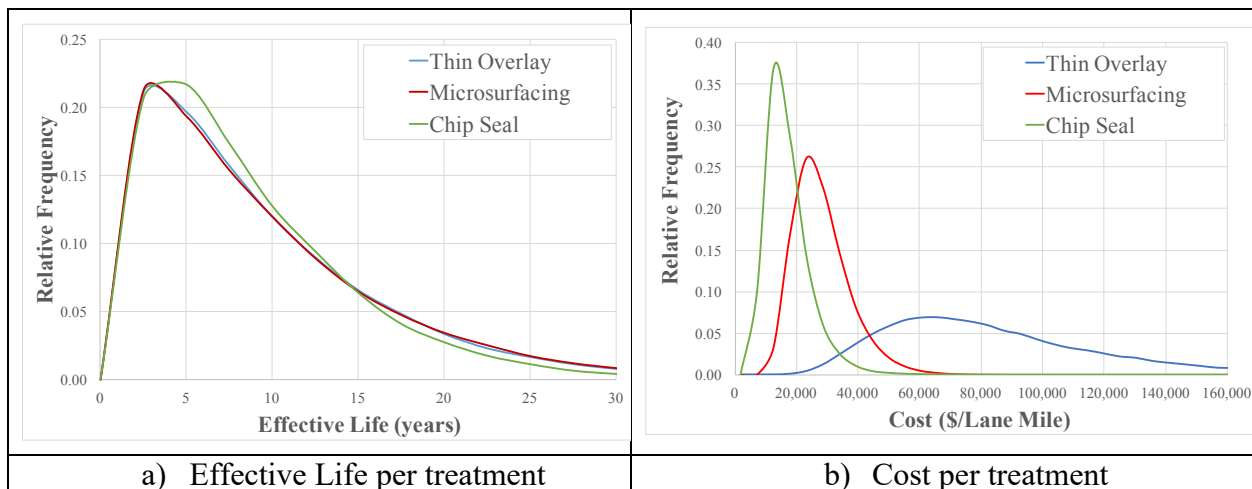 0.25
0.20
0.15
0.10
0.05
0.00
Relative Frequency
Thin Overlay
Microsurfacing
Chip Seal
0 5 10 15 20 25 30
Effective Life (years)
0.40
0.35
0.30
0.25
0.20
0.15
0.10
0.05
0.00
Relative Frequency
Thin Overlay
Microsurfacing
Chip Seal
0 20,000 40,000 60,000 80,000 100,000 120,000 140,000 160,000
Cost ($/Lane Mile)
a) Effective Life per treatment
b) Cost per treatment